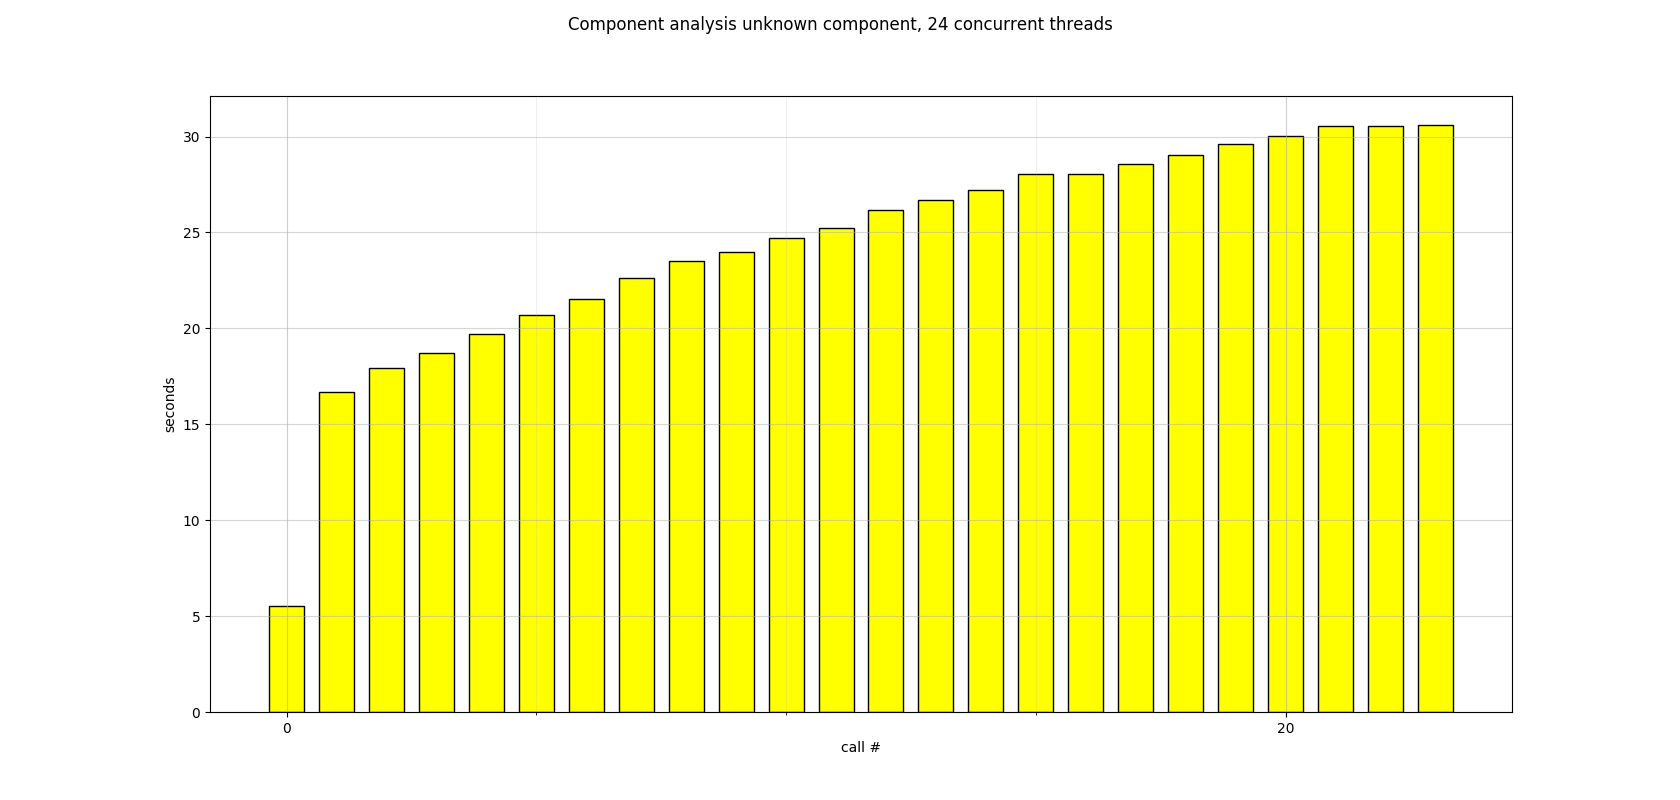 Component analysis unknown component, 24 concurrent threads
30
25
20
15
10
5
0
seconds
0 20
call #